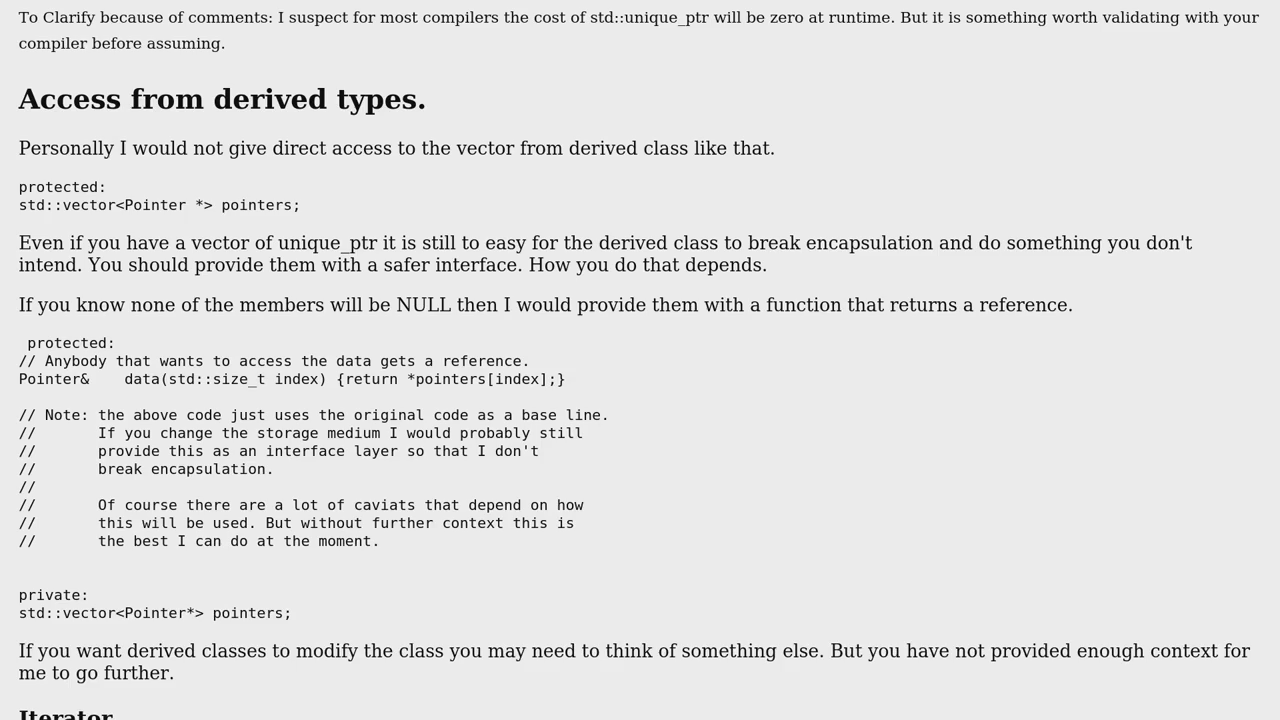 To Clarify because of comments: I suspect for most compilers the cost of std::unique_ptr will be zero at runtime. But it is something worth validating with your
compiler before assuming.
Access from derived types.
Personally I would not give direct access to the vector from derived class like that.
protected:
std::vector<Pointer *> pointers;
Even if you have a vector of unique_ptr it is still to easy for the derived class to break encapsulation and do something you don't
intend. You should provide them with a safer interface. How you do that depends.
If you know none of the members will be NULL then I would provide them with a function that returns a reference.
protected:
// Anybody that wants to access the data gets a reference.
Pointer&    data(std::size_t index) {return *pointers[index];}
// Note: the above code just uses the original code as a base line.
//       If you change the storage medium I would probably still
//       provide this as an interface layer so that I don't
//       break encapsulation.
//
//       Of course there are a lot of caviats that depend on how
//       this will be used. But without further context this is
//       the best I can do at the moment.
private:
std::vector<Pointer*> pointers;
If you want derived classes to modify the class you may need to think of something else. But you have not provided enough context for
me to go further.
Iterator